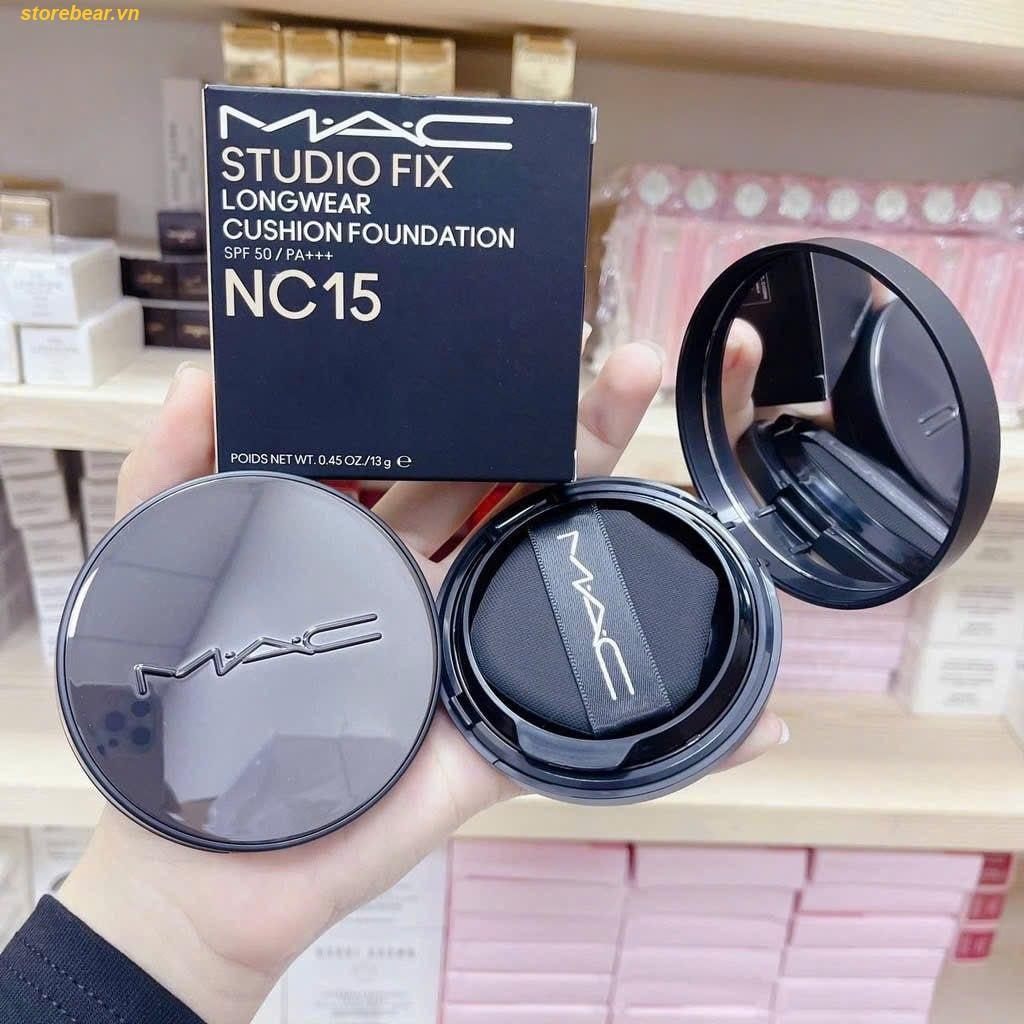 storebear.vn
M·A·C
STUDIO FIX
LONGWEAR
CUSHION FOUNDATION
SPF 50 / PA+++
NC15
POIDS NET WT. 0.45 OZ./13 g ℮
M·A·C
M·A·C